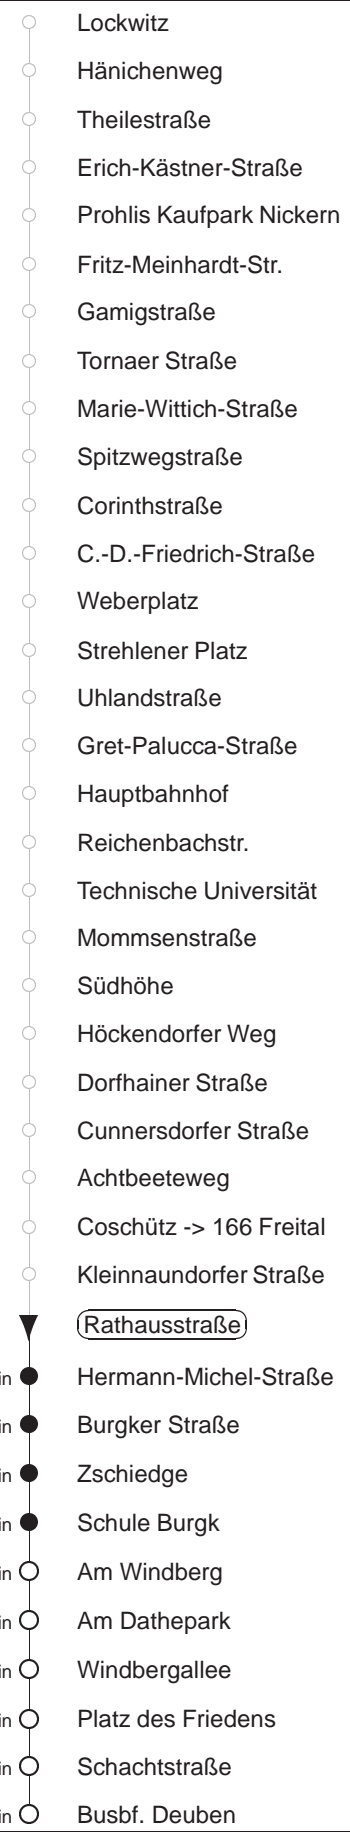 Lockwitz
Hänichenweg
Theilestraße
Erich-Kästner-Straße
Prohlis Kaufpark Nickern
Fritz-Meinhardt-Str.
Gamigstraße
Tornaer Straße
Marie-Wittich-Straße
Spitzwegstraße
Corinthstraße
C.-D.-Friedrich-Straße
Weberplatz
Strehlener Platz
Uhlandstraße
Gret-Palucca-Straße
Hauptbahnhof
Reichenbachstr.
Technische Universität
Mommsenstraße
Südhöhe
Höckendorfer Weg
Dorfhainer Straße
Cunnersdorfer Straße
Achtbeeteweg
Coschütz -> 166 Freital
Kleinnaundorfer Straße
Rathausstraße
Hermann-Michel-Straße
Burgker Straße
Zschiedge
Schule Burgk
Am Windberg
Am Dathepark
Windbergallee
Platz des Friedens
Schachtstraße
Busbf. Deuben